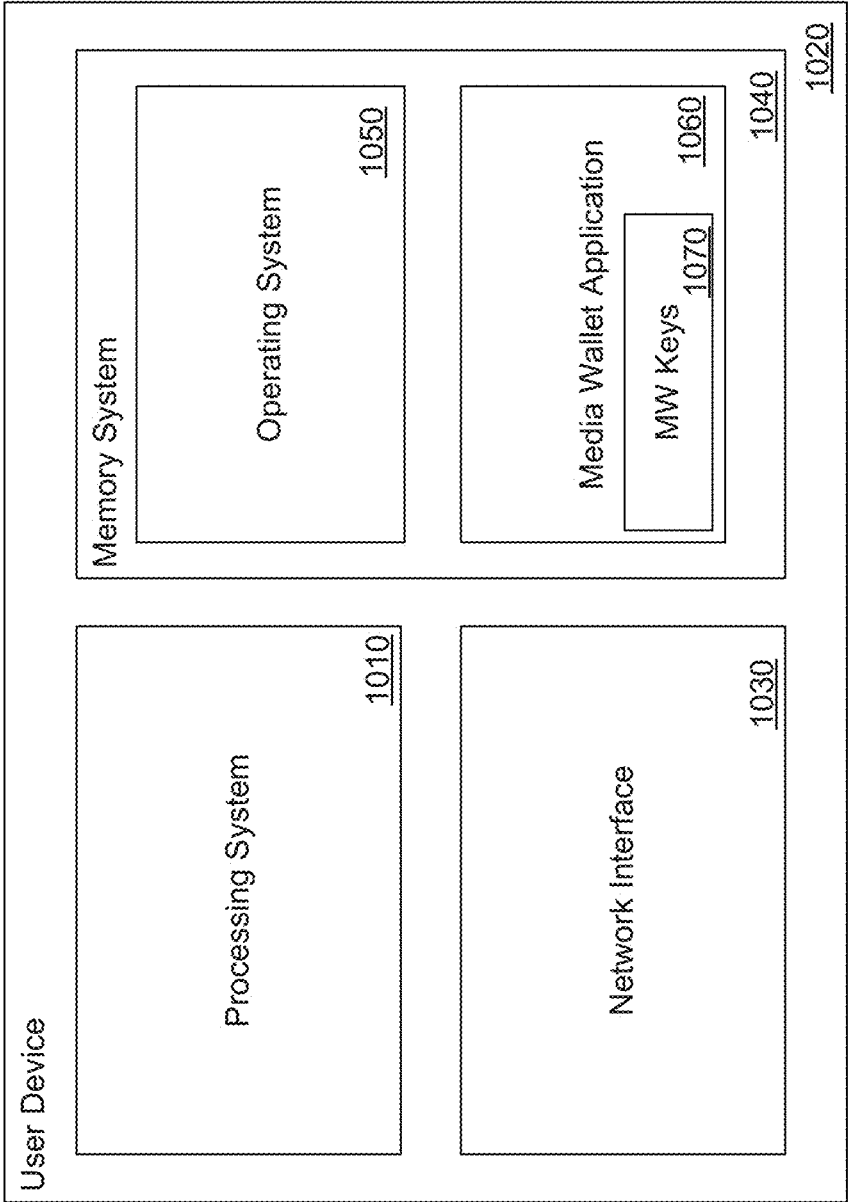 User Device
Processing System
1010
Memory System
Operating System
1050
Network Interface
1030
Media Wallet Application
MW Keys
1070
1060
1040
1020